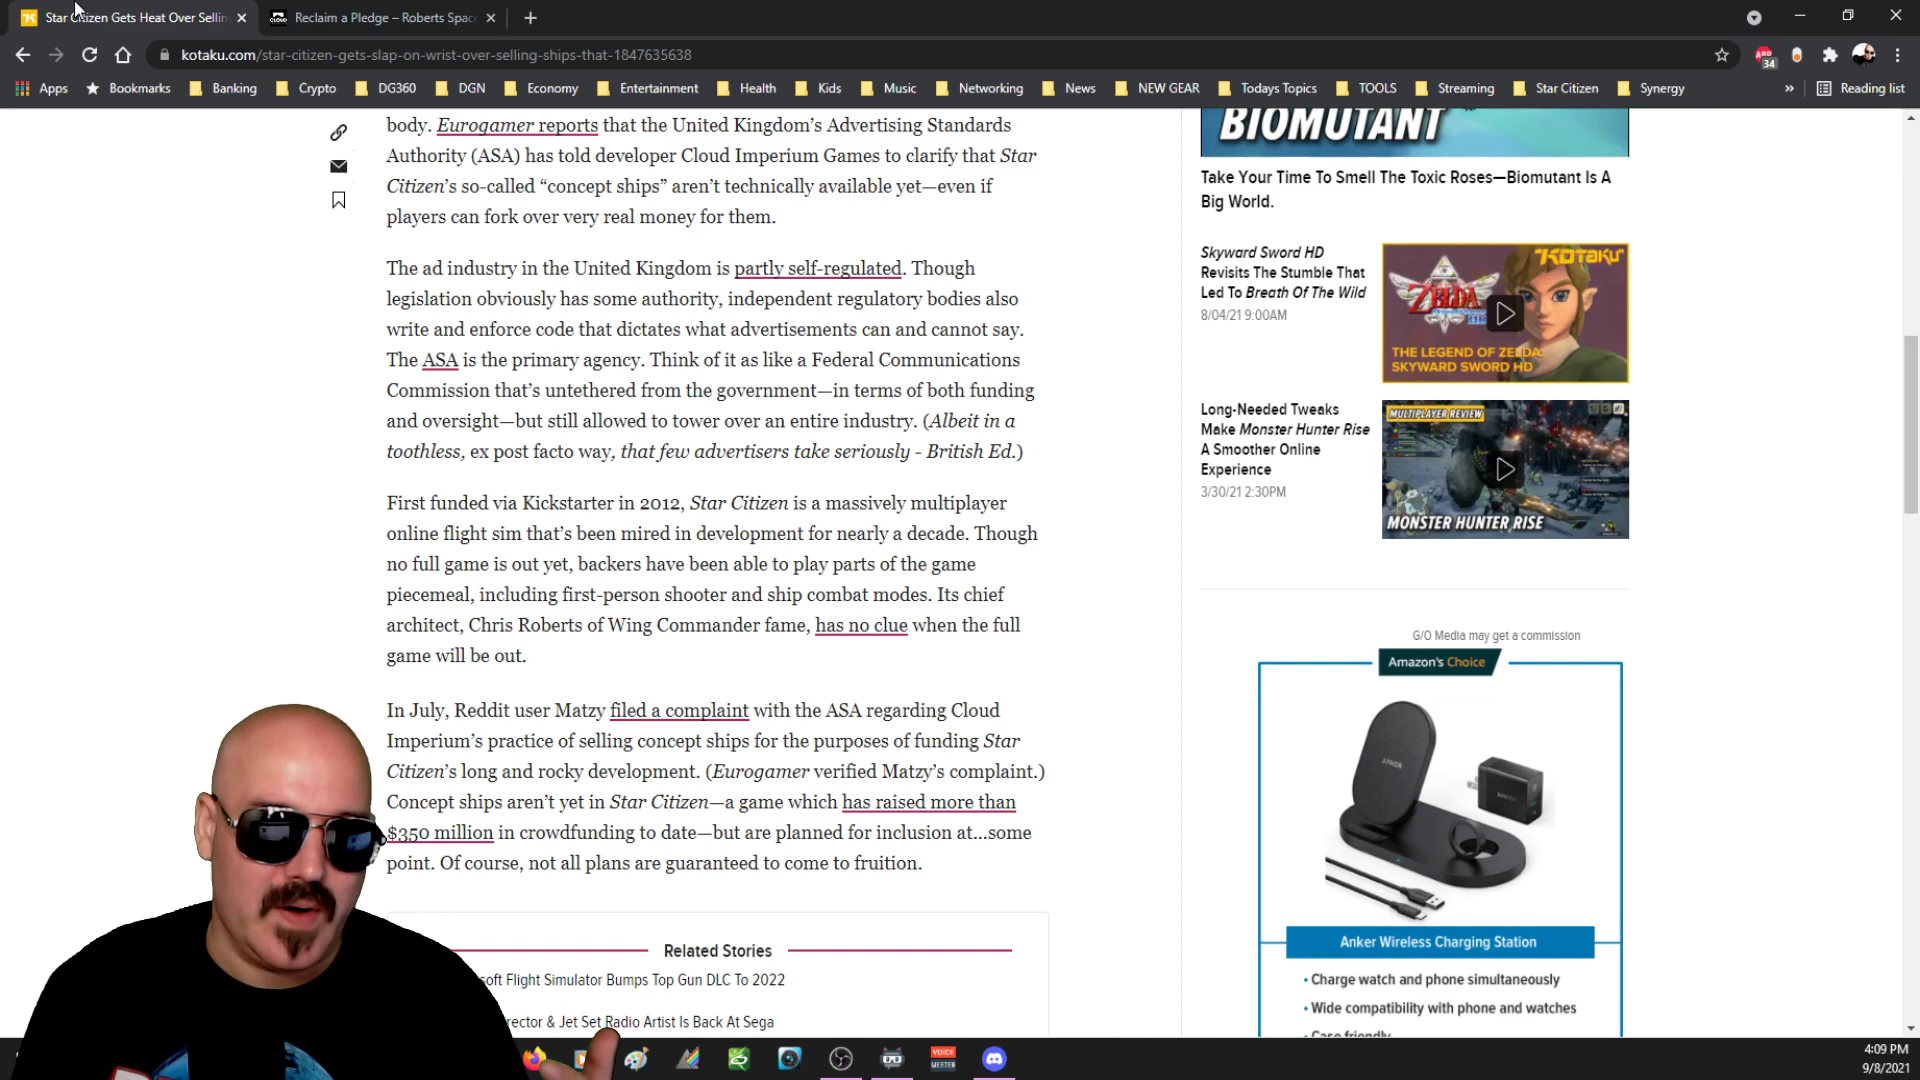 Star Citizen Gets Heat Over Sellin
Reclaim a Pledge – Roberts Spac
kotaku.com/star-citizen-gets-slap-on-wrist-over-selling-ships-that-1847635638
34
Apps Bookmarks Banking Crypto DG360 DGN Economy Entertainment Health Kids Music Networking News NEW GEAR Todays Topics TOOLS Streaming Star Citizen Synergy » Reading list
body. Eurogamer reports that the United Kingdom’s Advertising Standards
Authority (ASA) has told developer Cloud Imperium Games to clarify that Star
Citizen’s so-called “concept ships” aren’t technically available yet—even if
players can fork over very real money for them.
The ad industry in the United Kingdom is partly self-regulated. Though
legislation obviously has some authority, independent regulatory bodies also
write and enforce code that dictates what advertisements can and cannot say.
The ASA is the primary agency. Think of it as like a Federal Communications
Commission that’s untethered from the government—in terms of both funding
and oversight—but still allowed to tower over an entire industry. (Albeit in a
toothless, ex post facto way, that few advertisers take seriously - British Ed.)
First funded via Kickstarter in 2012, Star Citizen is a massively multiplayer
online flight sim that’s been mired in development for nearly a decade. Though
no full game is out yet, backers have been able to play parts of the game
piecemeal, including first-person shooter and ship combat modes. Its chief
architect, Chris Roberts of Wing Commander fame, has no clue when the full
game will be out.
In July, Reddit user Matzy filed a complaint with the ASA regarding Cloud
Imperium’s practice of selling concept ships for the purposes of funding Star
Citizen’s long and rocky development. (Eurogamer verified Matzy’s complaint.)
Concept ships aren’t yet in Star Citizen—a game which has raised more than
$350 million in crowdfunding to date—but are planned for inclusion at...some
point. Of course, not all plans are guaranteed to come to fruition.
Related Stories
soft Flight Simulator Bumps Top Gun DLC To 2022
rector & Jet Set Radio Artist Is Back At Sega
BIOMUTANT
Take Your Time To Smell The Toxic Roses—Biomutant Is A
Big World.
Skyward Sword HD
Revisits The Stumble That
Led To Breath Of The Wild
8/04/21 9:00AM
KOTAKU
ZELDA
THE LEGEND OF ZELDA:
SKYWARD SWORD HD
Long-Needed Tweaks
Make Monster Hunter Rise
A Smoother Online
Experience
3/30/21 2:30PM
MULTIPLAYER REVIEW
MONSTER HUNTER RISE
G/O Media may get a commission
Amazon's Choice
ANKER
Anker Wireless Charging Station
• Charge watch and phone simultaneously
• Wide compatibility with phone and watches
• Case friendly
VOICE
MEETER
4:09 PM
9/8/2021